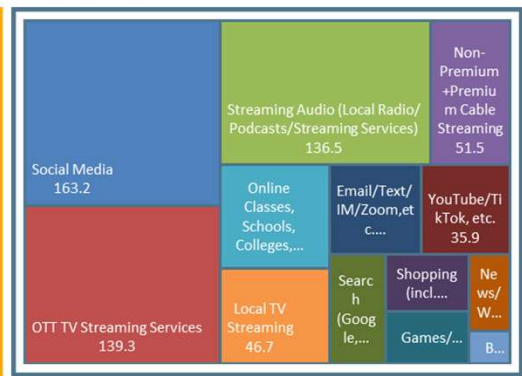 Social Media
163.2
OTT TV Streaming Services
139.3
Streaming Audio (Local Radio/
Podcasts/Streaming Services)
136.5
Non-
Premium
+Premiu
m Cable
Streaming
51.5
Online
Classes,
Schools,
Colleges,...
Local TV
Streaming
46.7
Email/Text/
IM/Zoom,et
c....
YouTube/Ti
kTok, etc.
35.9
Searc
h
(Goog
le,...
Shopping
(incl....
Games/...
Ne
ws/
W...
B...